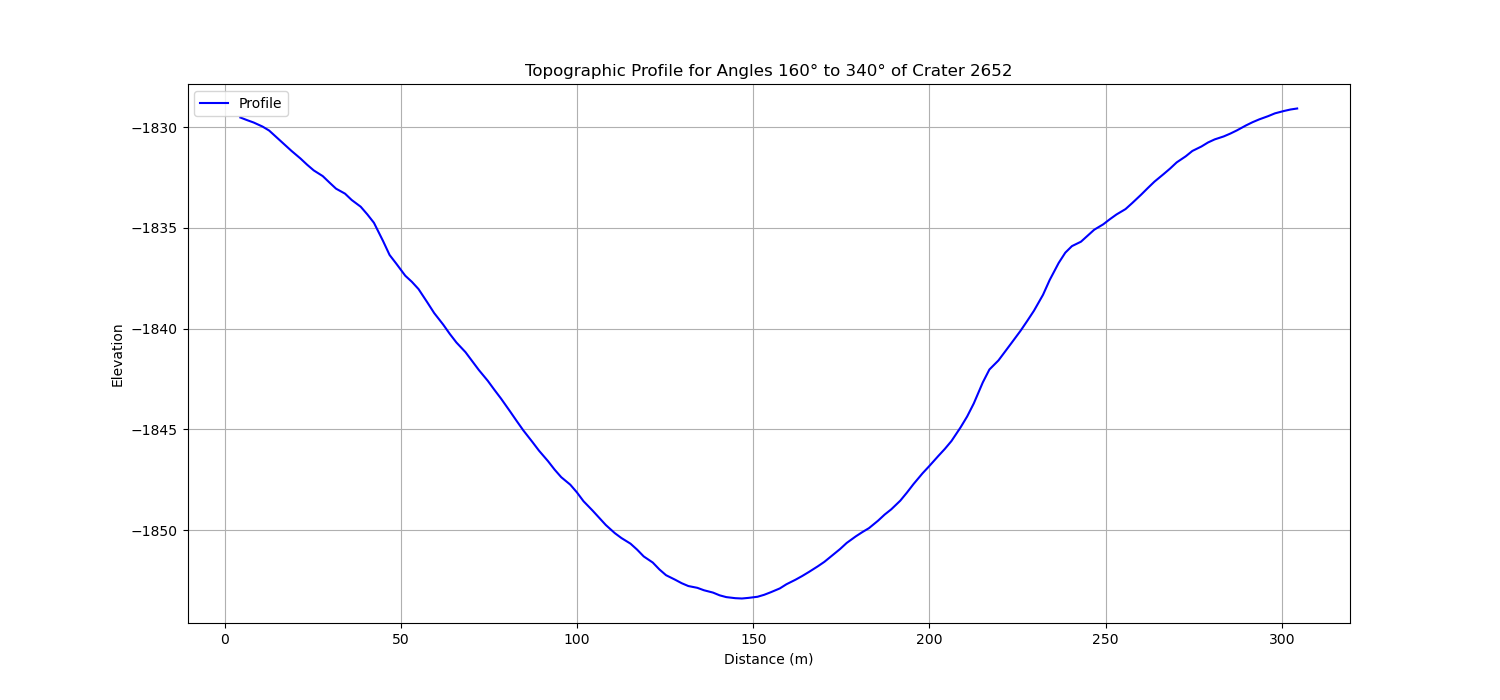 Topographic Profile for Angles 160° to 340° of Crater 2652
Profile
−1830
−1835
−1840
−1845
−1850
Elevation
0 50 100 150 200 250 300
Distance (m)